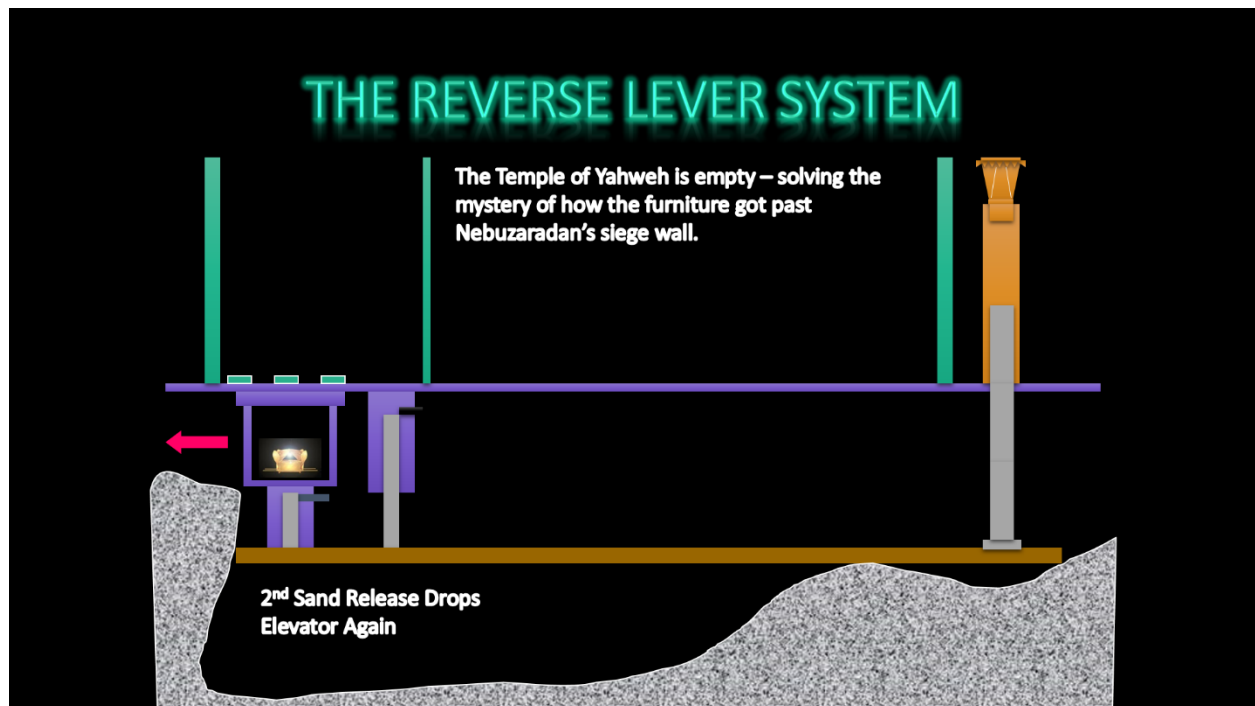 THE REVERSE LEVER SYSTEM
The Temple of Yahweh is empty – solving the
mystery of how the furniture got past
Nebuzaradan's siege wall.
2nd Sand Release Drops
Elevator Again